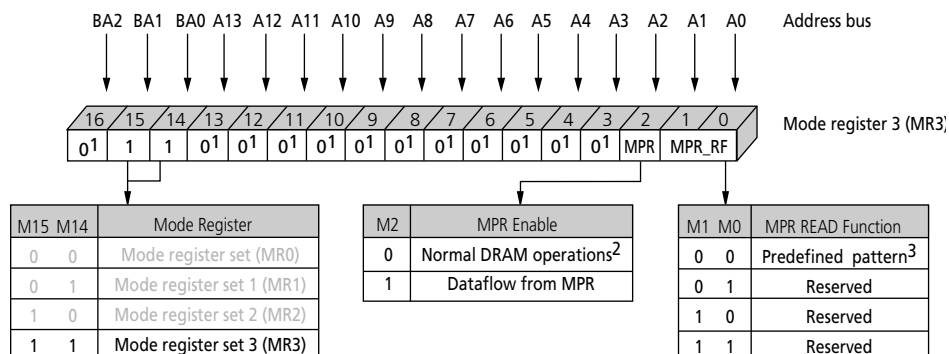 BA2 BA1 BA0 A13 A12 A11 A10 A9 A8 A7 A6 A5 A4 A3 A2 A1 A0 Address bus
16 15 14 13 12 11 10 9 8 7 6 5 4 3 2 1 0
Mode register 3 (MR3)
0¹ 1 1 0¹ 0¹ 0¹ 0¹ 0¹ 0¹ 0¹ 0¹ 0¹ 0¹ 0¹ MPR MPR_RF
M15 M14 Mode Register
0 0 Mode register set (MR0)
0 1 Mode register set 1 (MR1)
1 0 Mode register set 2 (MR2)
1 1 Mode register set 3 (MR3)
M2 MPR Enable
0 Normal DRAM operations²
1 Dataflow from MPR
M1 M0 MPR READ Function
0 0 Predefined pattern³
0 1 Reserved
1 0 Reserved
1 1 Reserved